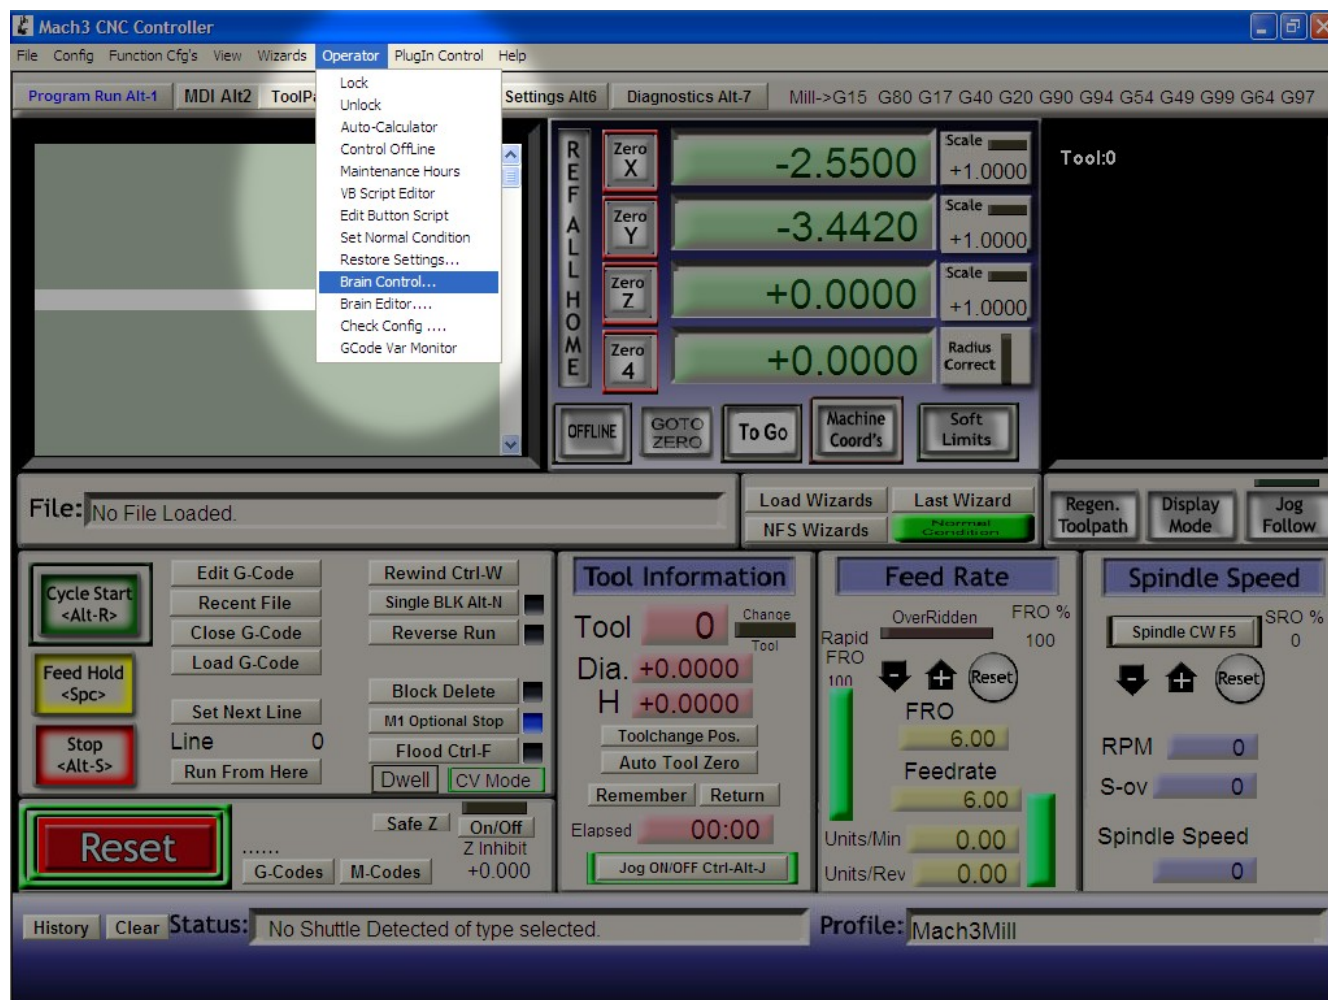 Mach3 CNC Controller
File Config Function Cfg's View Wizards Operator PlugIn Control Help
Program Run Alt-1 MDI Alt2 ToolP Settings Alt6 Diagnostics Alt-7 Mill->G15 G80 G17 G40 G20 G90 G94 G54 G49 G99 G64 G97
Lock
Unlock
Auto-Calculator
Control OffLine
Maintenance Hours
VB Script Editor
Edit Button Script
Set Normal Condition
Restore Settings...
Brain Control...
Brain Editor....
Check Config ....
GCode Var Monitor
REF ALL HOME
Zero X -2.5500 Scale +1.0000
Zero Y -3.4420 Scale +1.0000
Zero Z +0.0000 Scale +1.0000
Zero 4 +0.0000 Radius Correct
OFFLINE GOTO ZERO To Go Machine Coord's Soft Limits
Tool:0
File: No File Loaded.
Load Wizards Last Wizard
NFS Wizards Normal Condition
Regen. Toolpath Display Mode Jog Follow
Cycle Start <Alt-R>
Feed Hold <Spc>
Stop <Alt-S>
Edit G-Code
Recent File
Close G-Code
Load G-Code
Set Next Line
Line 0
Run From Here
Rewind Ctrl-W
Single BLK Alt-N
Reverse Run
Block Delete
M1 Optional Stop
Flood Ctrl-F
Dwell CV Mode
Reset
......
G-Codes M-Codes
Safe Z On/Off
Z Inhibit
+0.000
Tool Information
Tool 0 Change Tool
Dia. +0.0000
H +0.0000
Toolchange Pos.
Auto Tool Zero
Remember Return
Elapsed 00:00
Jog ON/OFF Ctrl-Alt-J
Feed Rate
OverRidden FRO %
100
Rapid FRO
100
Reset
FRO
6.00
Feedrate
6.00
Units/Min 0.00
Units/Rev 0.00
Spindle Speed
Spindle CW F5 SRO %
0
Reset
RPM 0
S-ov 0
Spindle Speed
0
History Clear Status: No Shuttle Detected of type selected. Profile: Mach3Mill